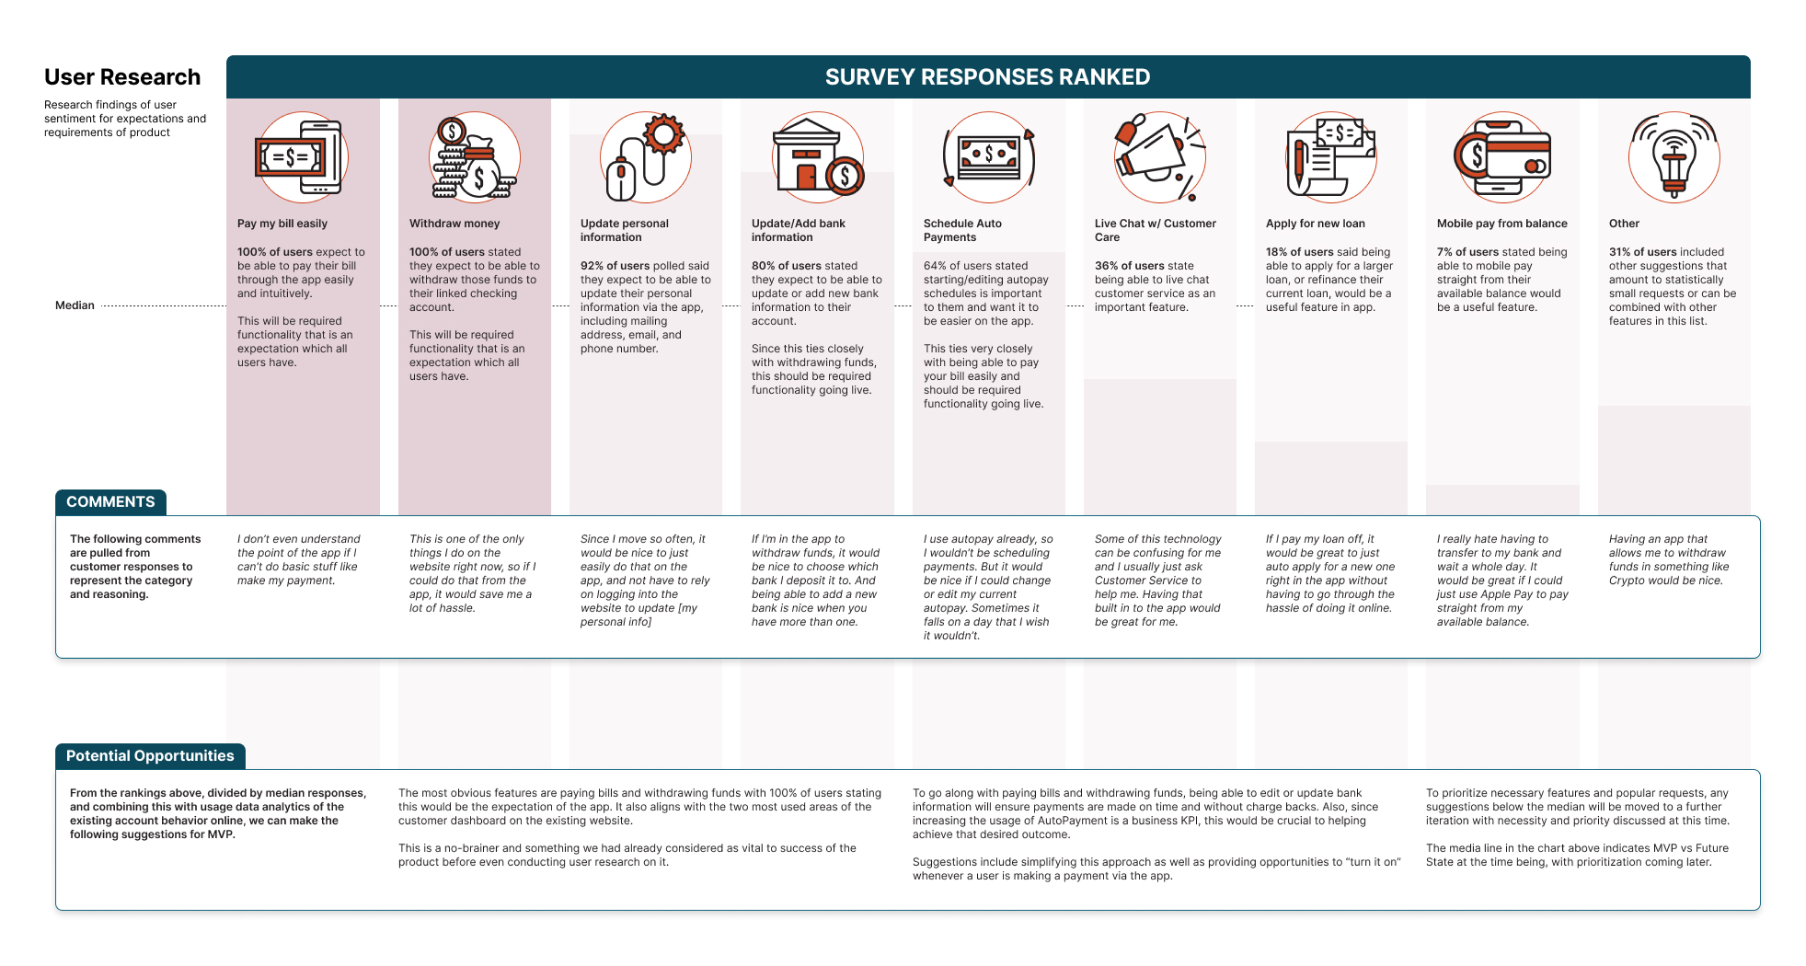 User Research
Research findings of user
sentiment for expectations and
requirements of product
SURVEY RESPONSES RANKED
Median
Pay my bill easily
100% of users expect to
be able to pay their bill
through the app easily
and intuitively.
This will be required
functionality that is an
expectation which all
users have.
Withdraw money
100% of users stated
they expect to be able to
withdraw those funds to
their linked checking
account.
This will be required
functionality that is an
expectation which all
users have.
Update personal
information
92% of users polled said
they expect to be able to
update their personal
information via the app,
including mailing
address, email, and
phone number.
Update/Add bank
information
80% of users stated
they expect to be able to
update or add new bank
information to their
account.
Since this ties closely
with withdrawing funds,
this should be required
functionality going live.
Schedule Auto
Payments
64% of users stated
starting/editing autopay
schedules is important
to them and want it to
be easier on the app.
This ties very closely
with being able to pay
your bill easily and
should be required
functionality going live.
Live Chat w/ Customer
Care
36% of users state
being able to live chat
customer service as an
important feature.
Apply for new loan
18% of users said being
able to apply for a larger
loan, or refinance their
current loan, would be a
useful feature in app.
Mobile pay from balance
7% of users stated being
able to mobile pay
straight from their
available balance would
be a useful feature.
Other
31% of users included
other suggestions that
amount to statistically
small requests or can be
combined with other
features in this list.
COMMENTS
The following comments
are pulled from
customer responses to
represent the category
and reasoning.
I don't even understand
the point of the app if I
can't do basic stuff like
make my payment.
This is one of the only
things I do on the
website right now, so if I
could do that from the
app, it would save me a
lot of hassle.
Since I move so often, it
would be nice to just
easily do that on the
app, and not have to rely
on logging into the
website to update [my
personal info]
If I'm in the app to
withdraw funds, it would
be nice to choose which
bank I deposit it to. And
being able to add a new
bank is nice when you
have more than one.
I use autopay already, so
I wouldn't be scheduling
payments. But it would
be nice if I could change
or edit my current
autopay. Sometimes it
falls on a day that I wish
it wouldn't.
Some of this technology
can be confusing for me
and I usually just ask
Customer Service to
help me. Having that
built in to the app would
be great for me.
If I pay my loan off, it
would be great to just
auto apply for a new one
right in the app without
having to go through the
hassle of doing it online.
I really hate having to
transfer to my bank and
wait a whole day. It
would be great if I could
just use Apple Pay to pay
straight from my
available balance.
Having an app that
allows me to withdraw
funds in something like
Crypto would be nice.
Potential Opportunities
From the rankings above, divided by median responses,
and combining this with usage data analytics of the
existing account behavior online, we can make the
following suggestions for MVP.
The most obvious features are paying bills and withdrawing funds with 100% of users stating
this would be the expectation of the app. It also aligns with the two most used areas of the
customer dashboard on the existing website.
This is a no-brainer and something we had already considered as vital to success of the
product before even conducting user research on it.
To go along with paying bills and withdrawing funds, being able to edit or update bank
information will ensure payments are made on time and without charge backs. Also, since
increasing the usage of AutoPayment is a business KPI, this would be crucial to helping
achieve that desired outcome.
Suggestions include simplifying this approach as well as providing opportunities to “turn it on”
whenever a user is making a payment via the app.
To prioritize necessary features and popular requests, any
suggestions below the median will be moved to a further
iteration with necessity and priority discussed at this time.
The media line in the chart above indicates MVP vs Future
State at the time being, with prioritization coming later.